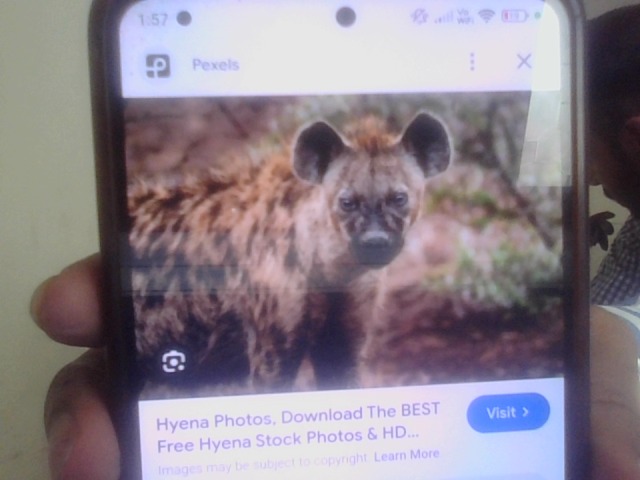 1:57
Pexels
Hyena Photos, Download The BEST
Free Hyena Stock Photos & HD...
Visit >
Images may be subject to copyright. Learn More